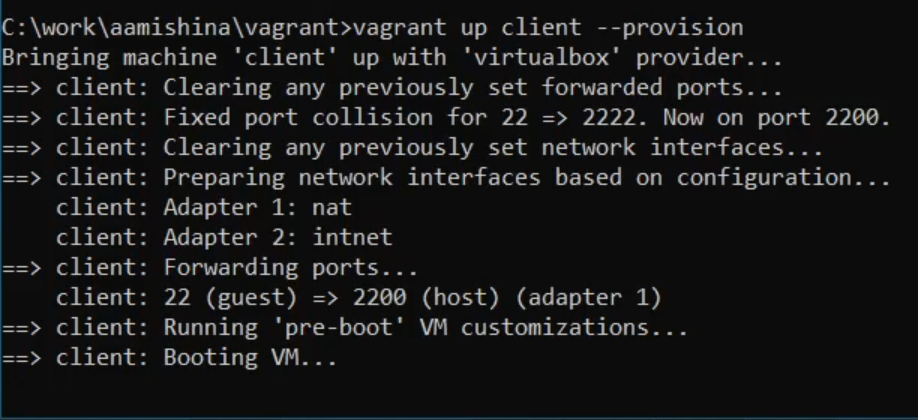 C:\work\aamishina\vagrant>vagrant up client --provision
Bringing machine 'client' up with 'virtualbox' provider...
==> client: Clearing any previously set forwarded ports...
==> client: Fixed port collision for 22 => 2222. Now on port 2200.
==> client: Clearing any previously set network interfaces...
==> client: Preparing network interfaces based on configuration...
    client: Adapter 1: nat
    client: Adapter 2: intnet
==> client: Forwarding ports...
    client: 22 (guest) => 2200 (host) (adapter 1)
==> client: Running 'pre-boot' VM customizations...
==> client: Booting VM...